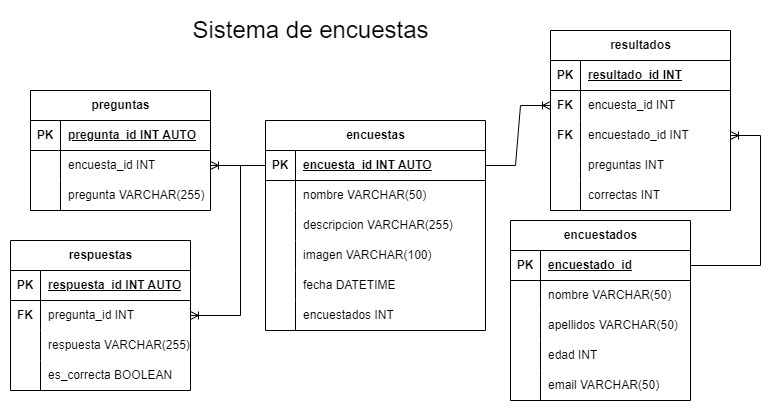 Sistema de encuestas
preguntas
PK pregunta_id INT AUTO
encuesta_id INT
pregunta VARCHAR(255)
respuestas
PK respuesta_id INT AUTO
FK pregunta_id INT
respuesta VARCHAR(255)
es_correcta BOOLEAN
encuestas
PK encuesta_id INT AUTO
nombre VARCHAR(50)
descripcion VARCHAR(255)
imagen VARCHAR(100)
fecha DATETIME
encuestados INT
resultados
PK resultado_id INT
FK encuesta_id INT
FK encuestado_id INT
preguntas INT
correctas INT
encuestados
PK encuestado_id
nombre VARCHAR(50)
apellidos VARCHAR(50)
edad INT
email VARCHAR(50)